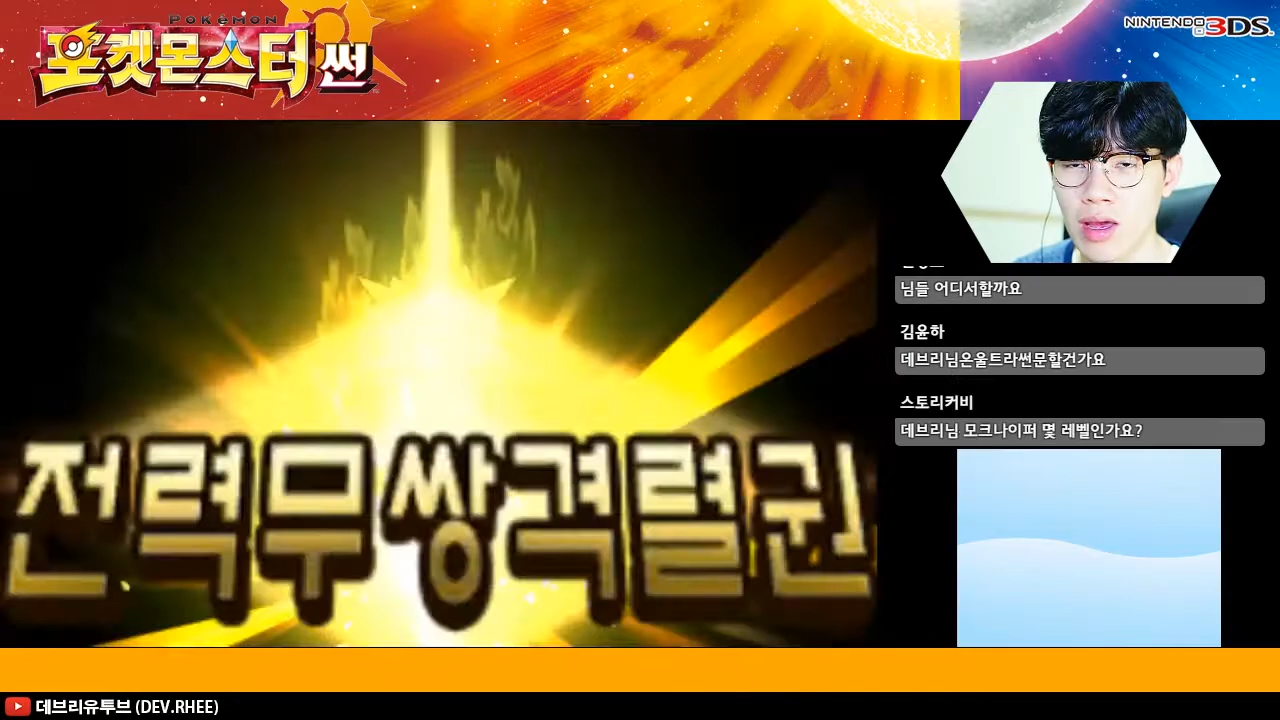 POKéMON
포켓몬스터 썬
NINTENDO 3DS
님들 어디서할까요
김윤하
데브리님은울트라썬문할건가요
스토리커비
데브리님 모크나이퍼 몇 레벨인가요?
전력무쌍격렬권
데브리유투브 (DEV.RHEE)